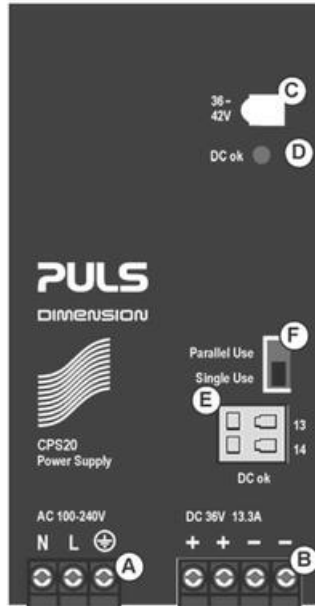 C
36-
42V
DC ok
D
PULS
DIMENSION
F
Parallel Use
Single Use
E
13
14
CPS20
Power Supply
DC ok
AC 100-240V
DC 36V 13.3A
N L
+ + - -
A
B